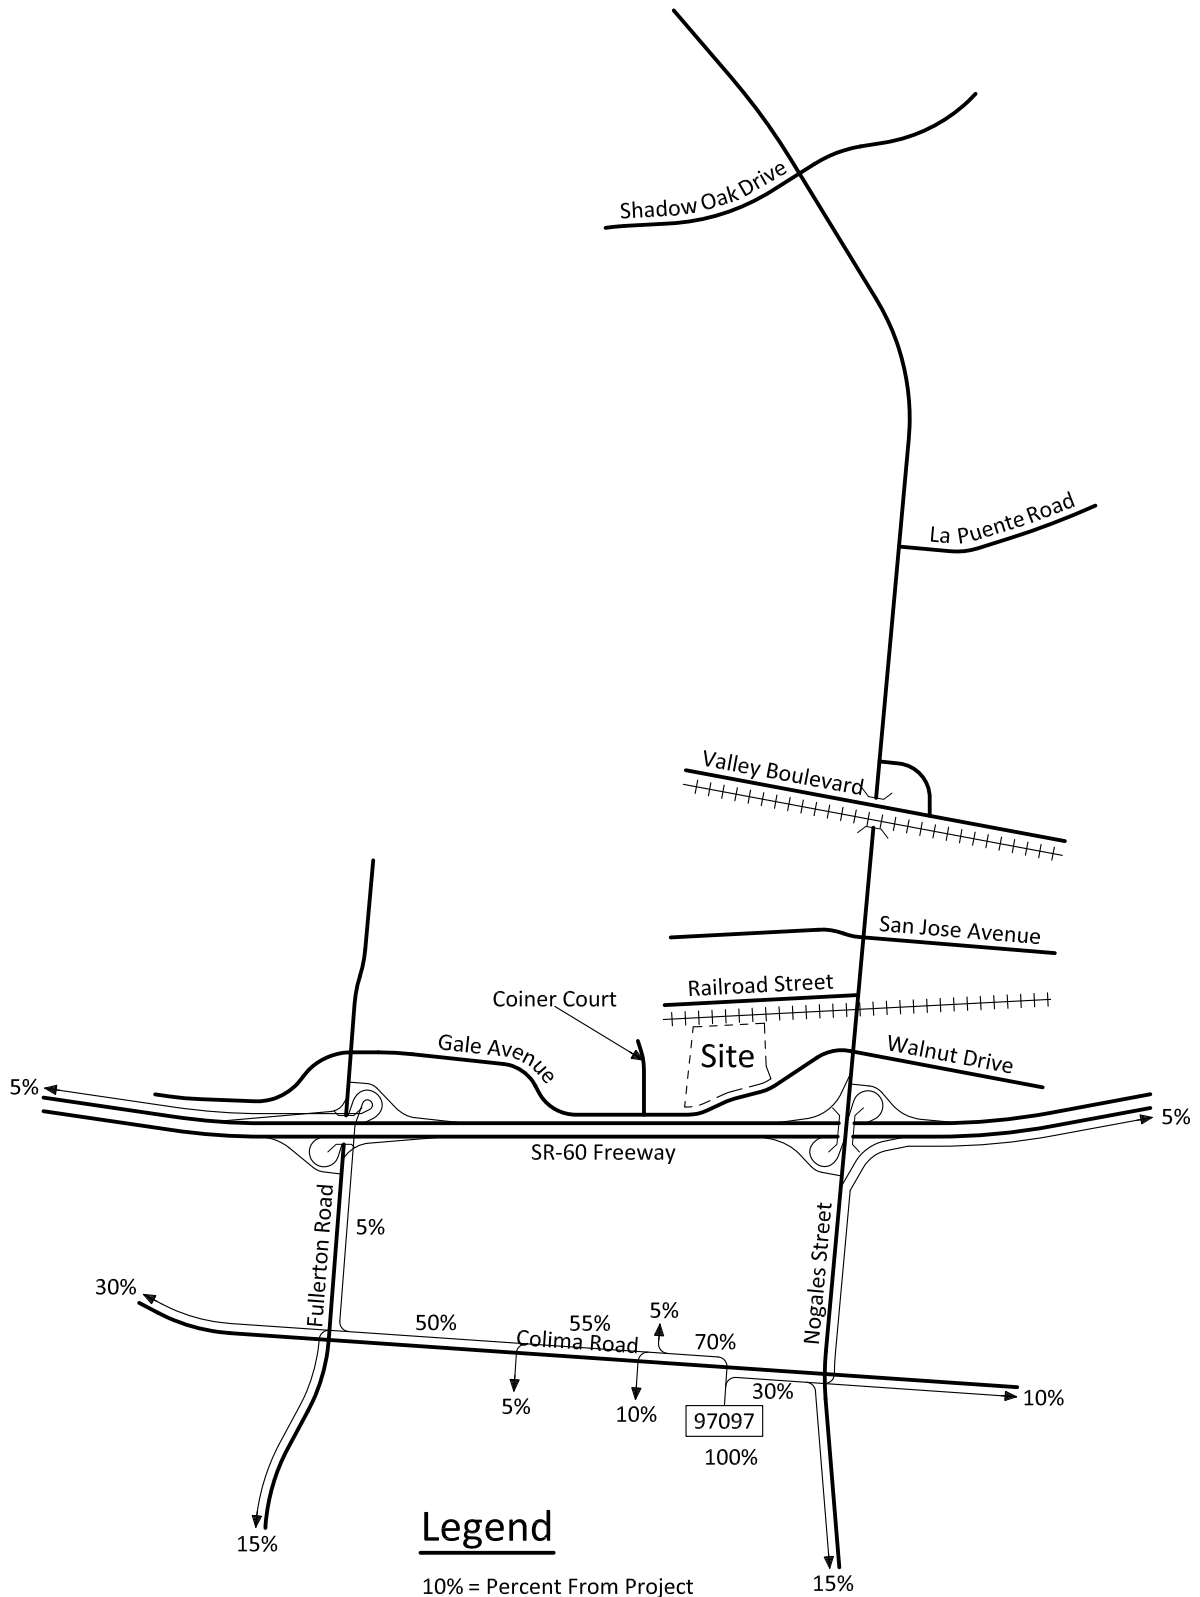 Shadow Oak Drive
La Puente Road
Valley Boulevard
San Jose Avenue
Railroad Street
Coiner Court
Gale Avenue
Site
Walnut Drive
5%
5%
SR-60 Freeway
Fullerton Road
5%
Nogales Street
30%
50%
55%
5%
Colima Road
70%
5%
10%
30%
10%
97097
100%
15%
15%
Legend
10% = Percent From Project